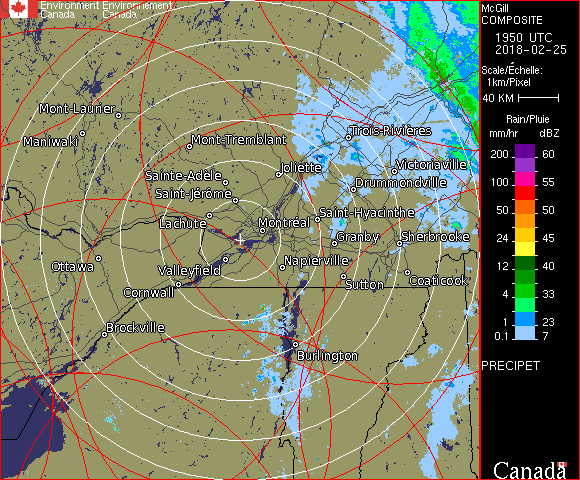 Environment Environnement
Canada Canada
McGill
COMPOSITE
1950 UTC
2018-02-25
Scale/Échelle:
1km/Pixel
40 KM
Rain/Pluie
mm/hr dBZ
200 60
150 57
100 55
50 50
24 45
12 40
4 33
1 23
0.1 7
PRECIPET
Canada
Mont-Laurier
Maniwaki
Mont-Tremblant
Trois-Rivières
Victoriaville
Joliette
Sainte-Adèle
Drummondville
Saint-Jérôme
Saint-Hyacinthe
Lachute
Montréal
Granby
Sherbrooke
Ottawa
Valleyfield
Napierville
Cornwall
Sutton
Coaticook
Brockville
Burlington